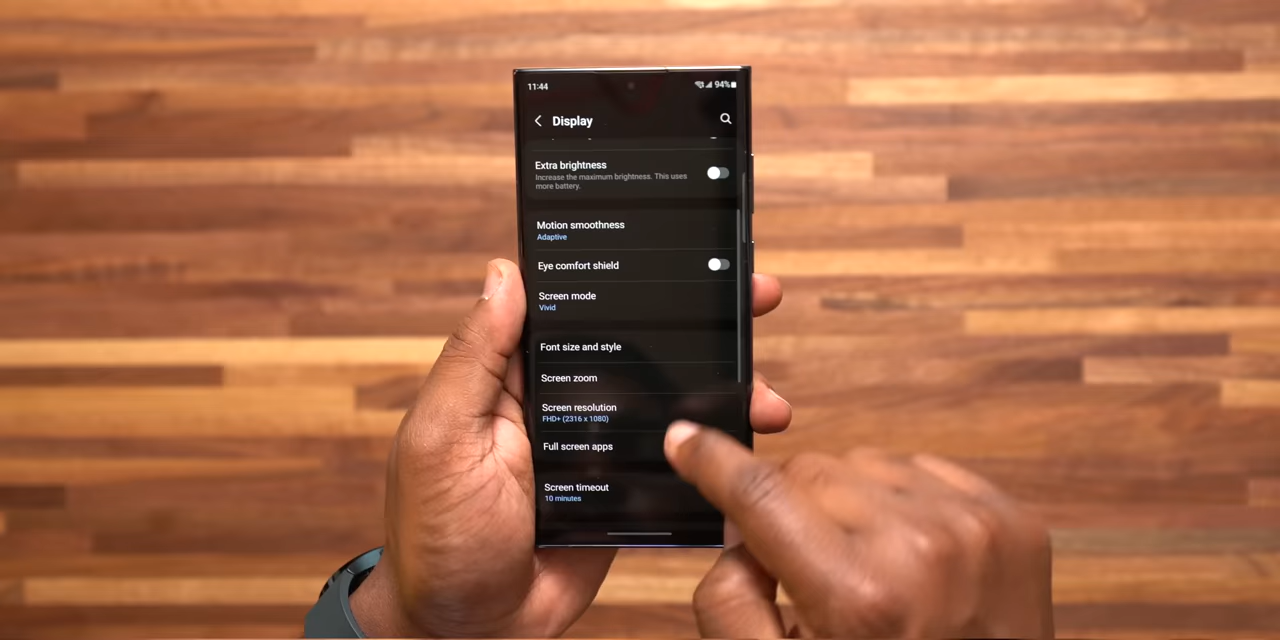 11:44
94%
Display
Extra brightness
Increase the maximum brightness. This uses
more battery.
Motion smoothness
Adaptive
Eye comfort shield
Screen mode
Vivid
Font size and style
Screen zoom
Screen resolution
FHD+ (2316 x 1080)
Full screen apps
Screen timeout
10 minutes